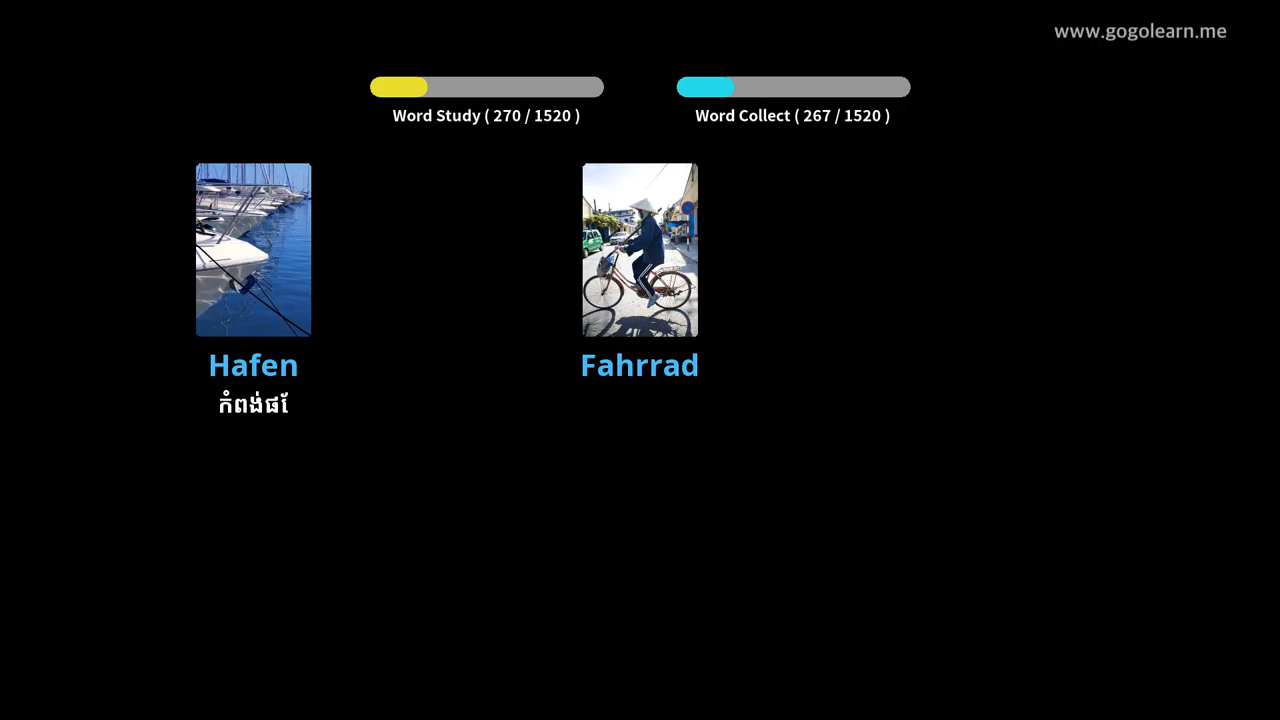 www.gogolearn.me
Word Study ( 270 / 1520 )
Word Collect ( 267 / 1520 )
Hafen
កំពង់ផែ
Fahrrad